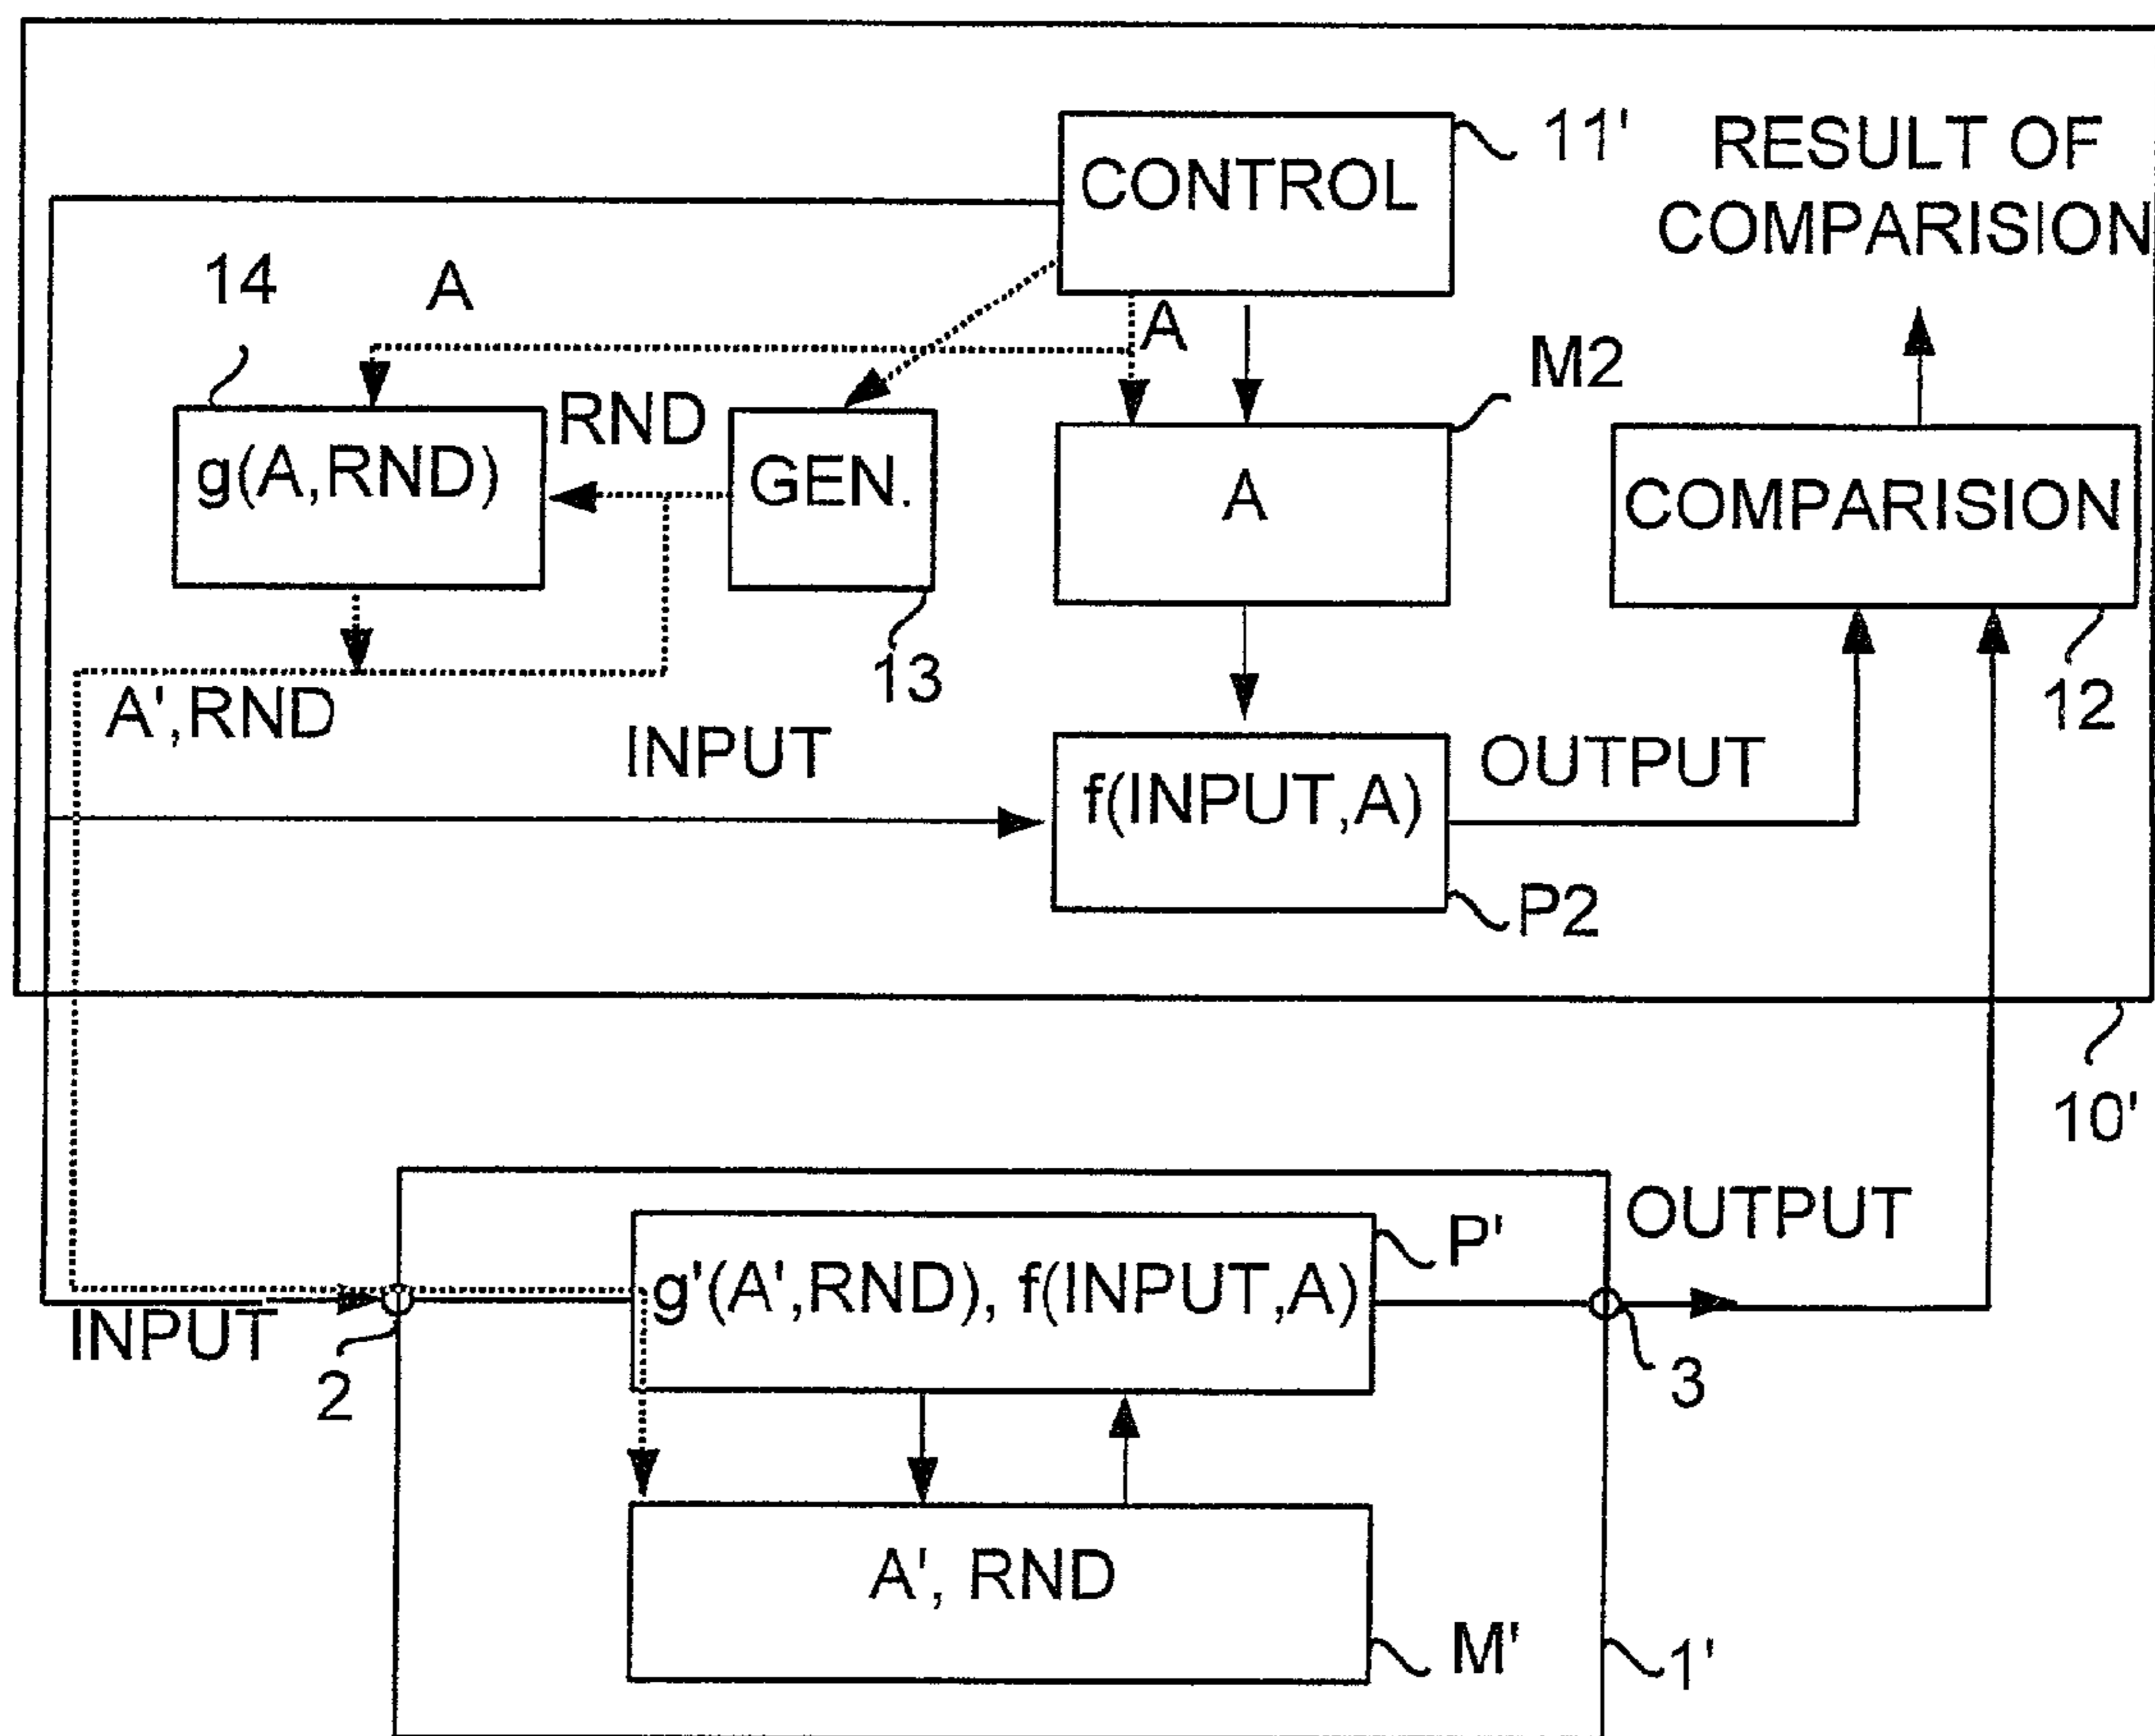 11'
RESULT OF
COMPARISION
CONTROL
14
A
A
M2
RND
g(A,RND)
GEN.
A
COMPARISION
13
12
A',RND
INPUT
OUTPUT
f(INPUT,A)
P2
10'
OUTPUT
P'
g'(A',RND), f(INPUT,A)
INPUT
2
3
A', RND
M'
1'